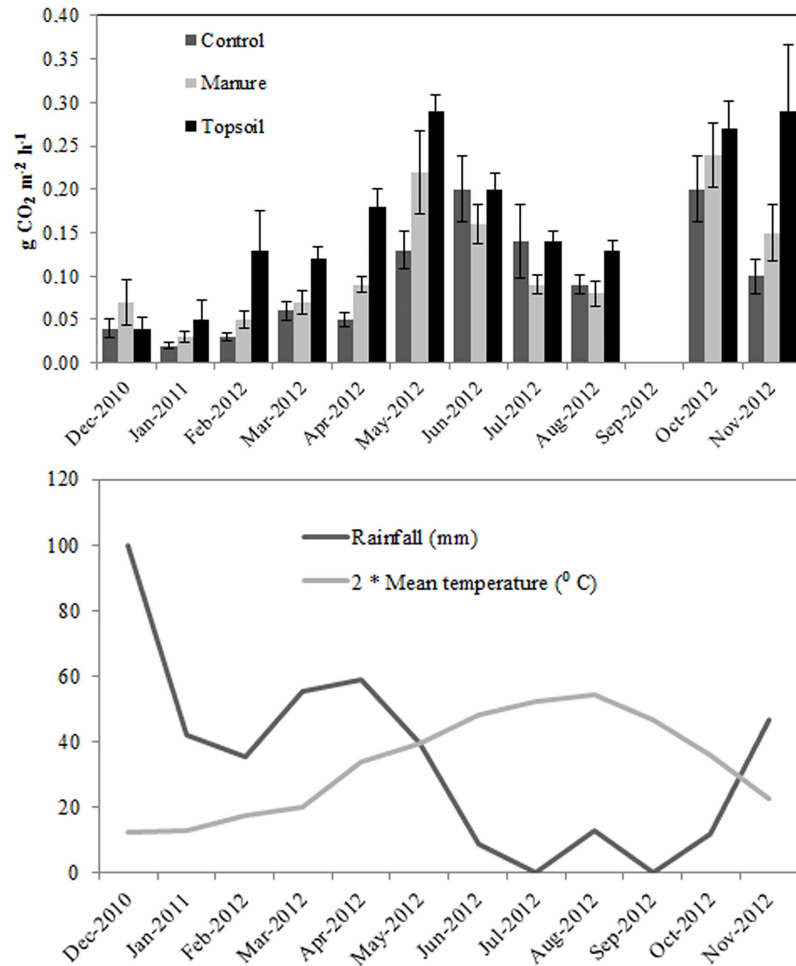 0.40
0.35
0.30
0.25
0.20
0.15
0.10
0.05
0.00
g CO₂ m⁻² h⁻¹
Control
Manure
Topsoil
Dec-2010
Jan-2011
Feb-2012
Mar-2012
Apr-2012
May-2012
Jun-2012
Jul-2012
Aug-2012
Sep-2012
Oct-2012
Nov-2012
120
100
80
60
40
20
0
Rainfall (mm)
2 * Mean temperature (⁰ C)
Dec-2010
Jan-2011
Feb-2012
Mar-2012
Apr-2012
May-2012
Jun-2012
Jul-2012
Aug-2012
Sep-2012
Oct-2012
Nov-2012